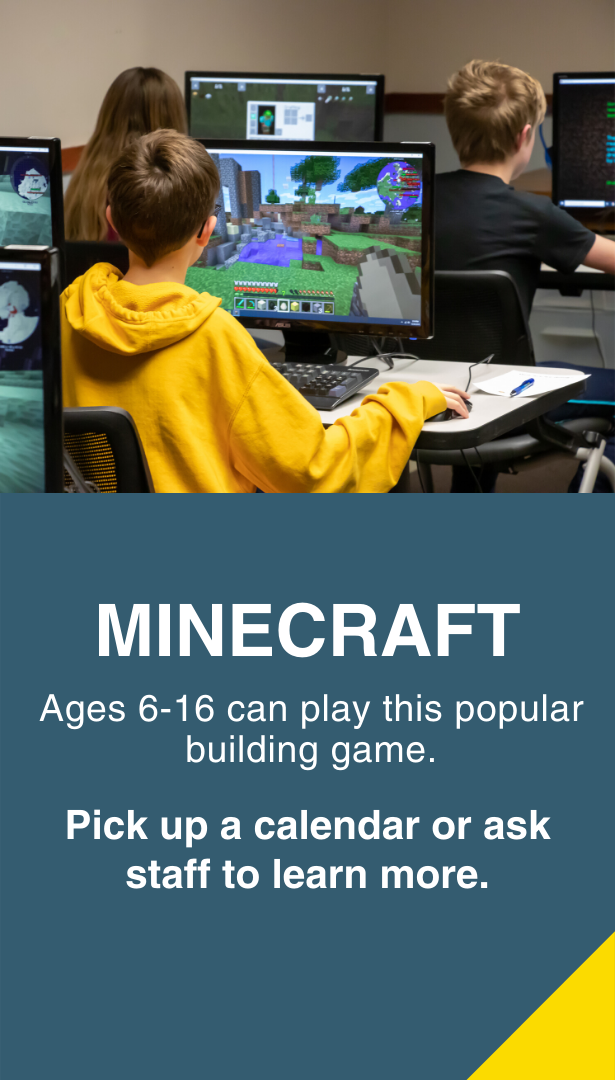 MINECRAFT
Ages 6-16 can play this popular
building game.
Pick up a calendar or ask
staff to learn more.